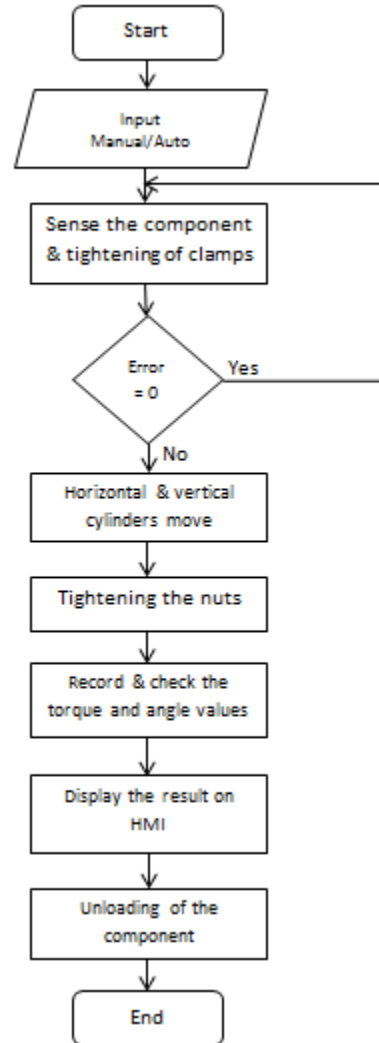 Start
Input
Manual/Auto
Sense the component
& tightening of clamps
Error
= 0
Yes
No
Horizontal & vertical
cylinders move
Tightening the nuts
Record & check the
torque and angle values
Display the result on
HMI
Unloading of the
component
End